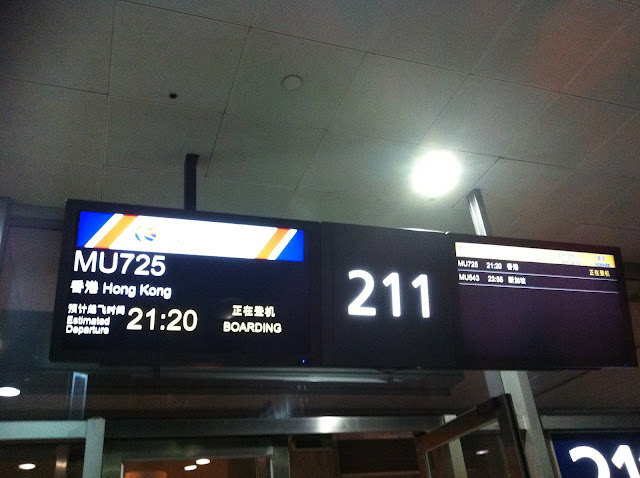 MU725
香港 Hong Kong
预计起飞时间
Estimated
Departure
21:20
正在登机
BOARDING
211
MU725 21:20 香港
正在登机
MU543 23:55 新加坡
21